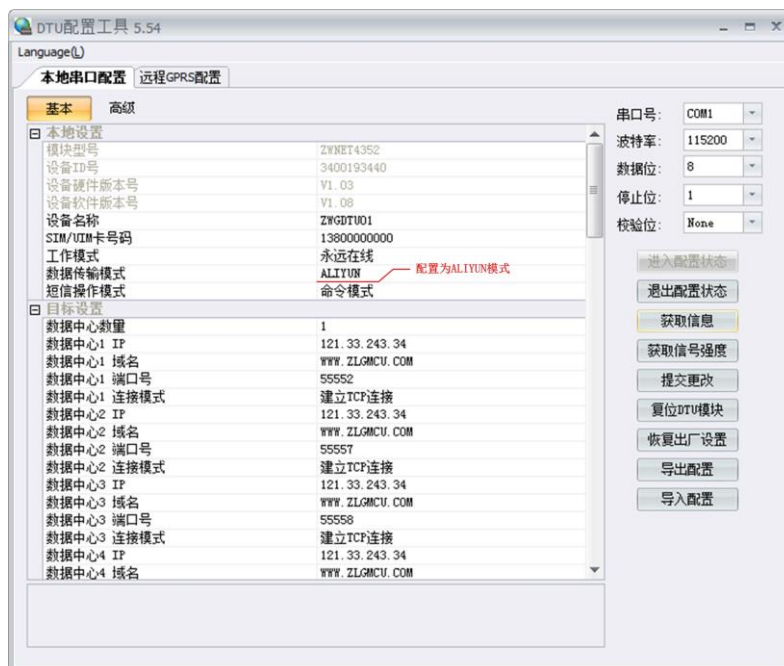 DTU配置工具 5.54
Language(L)
本地串口配置 远程GPRS配置
基本 高级
本地设置
模块型号 ZWNET4352
设备ID号 3400193440
设备硬件版本号 V1.03
设备软件版本号 V1.08
设备名称 ZWGDTU01
SIM/UIM卡号码 13800000000
工作模式 永远在线
数据传输模式 ALIYUN 配置为ALIYUN模式
短信操作模式 命令模式
目标设置
数据中心数量 1
数据中心1 IP 121.33.243.34
数据中心1 域名 WWW.ZLGMCU.COM
数据中心1 端口号 55552
数据中心1 连接模式 建立TCP连接
数据中心2 IP 121.33.243.34
数据中心2 域名 WWW.ZLGMCU.COM
数据中心2 端口号 55557
数据中心2 连接模式 建立TCP连接
数据中心3 IP 121.33.243.34
数据中心3 域名 WWW.ZLGMCU.COM
数据中心3 端口号 55558
数据中心3 连接模式 建立TCP连接
数据中心4 IP 121.33.243.34
数据中心4 域名 WWW.ZLGMCU.COM
串口号: COM1
波特率: 115200
数据位: 8
停止位: 1
校验位: None
进入配置状态
退出配置状态
获取信息
获取信号强度
提交更改
复位DTU模块
恢复出厂设置
导出配置
导入配置